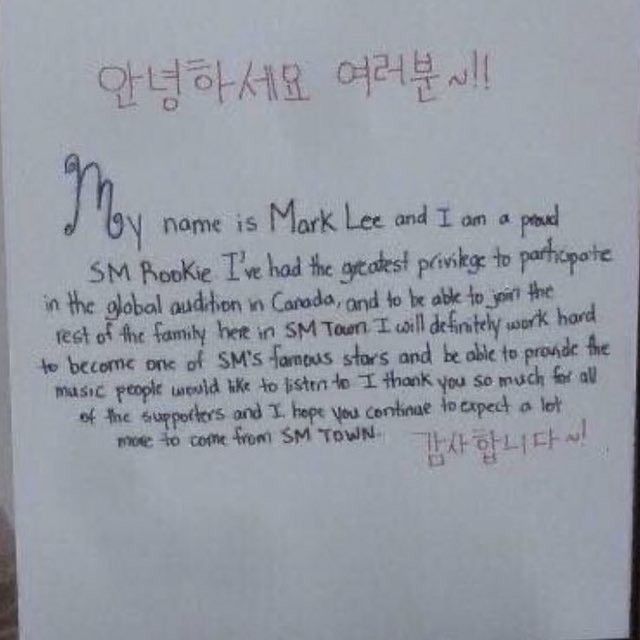 안녕하세요 여러분~!!
My name is Mark Lee and I am a proud
SM Rookie I've had the greatest privilege to participate
in the global audition in Canada, and to be able to join the
rest of the family here in SM Town I will definitely work hard
to become one of SM's famous stars and be able to provide the
music people would like to listen to I thank you so much for all
of the supporters and I hope you continue to expect a lot
more to come from SM TOWN. 감사합니다~!